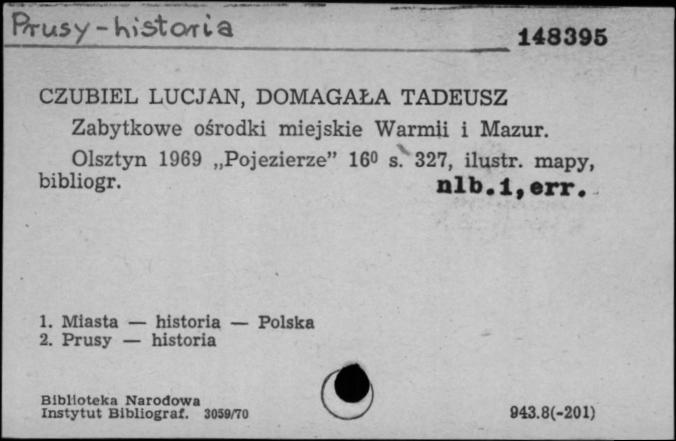 Prusy - historia
148395
CZUBIEL LUCJAN, DOMAGAŁA TADEUSZ
Zabytkowe ośrodki miejskie Warmii i Mazur.
Olsztyn 1969 „Pojezierze” 16⁰ s. 327, ilustr. mapy,
bibliogr. nlb.1, err.
1. Miasta — historia — Polska
2. Prusy — historia
Biblioteka Narodowa
Instytut Bibliograf. 3059/70
943.8(-201)